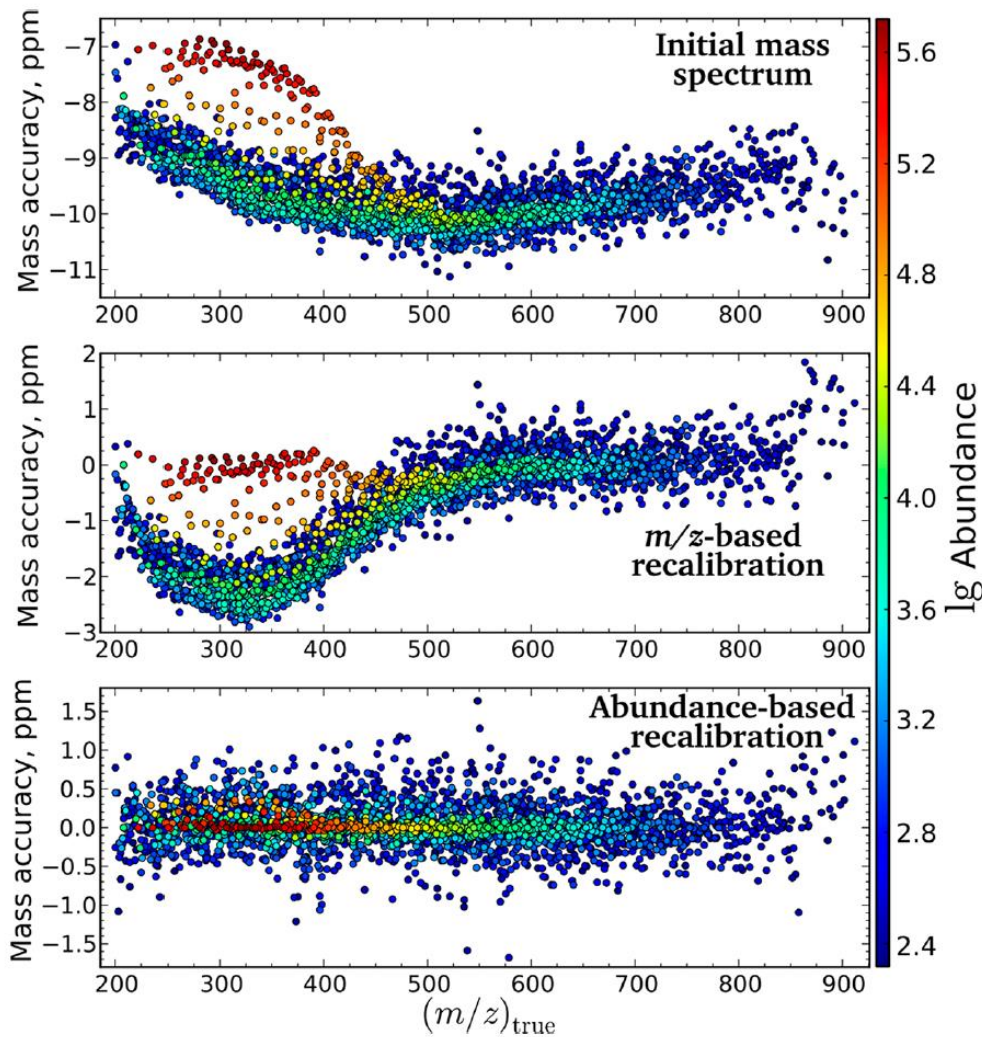 Mass accuracy, ppm
−7
−8
−9
−10
−11
Initial mass
spectrum
200 300 400 500 600 700 800 900
Mass accuracy, ppm
2
1
0
−1
−2
−3
m/z-based
recalibration
200 300 400 500 600 700 800 900
Mass accuracy, ppm
1.5
1.0
0.5
0.0
−0.5
−1.0
−1.5
Abundance-based
recalibration
200 300 400 500 600 700 800 900
(m/z)true
5.6
5.2
4.8
4.4
4.0
3.6
3.2
2.8
2.4
lg Abundance